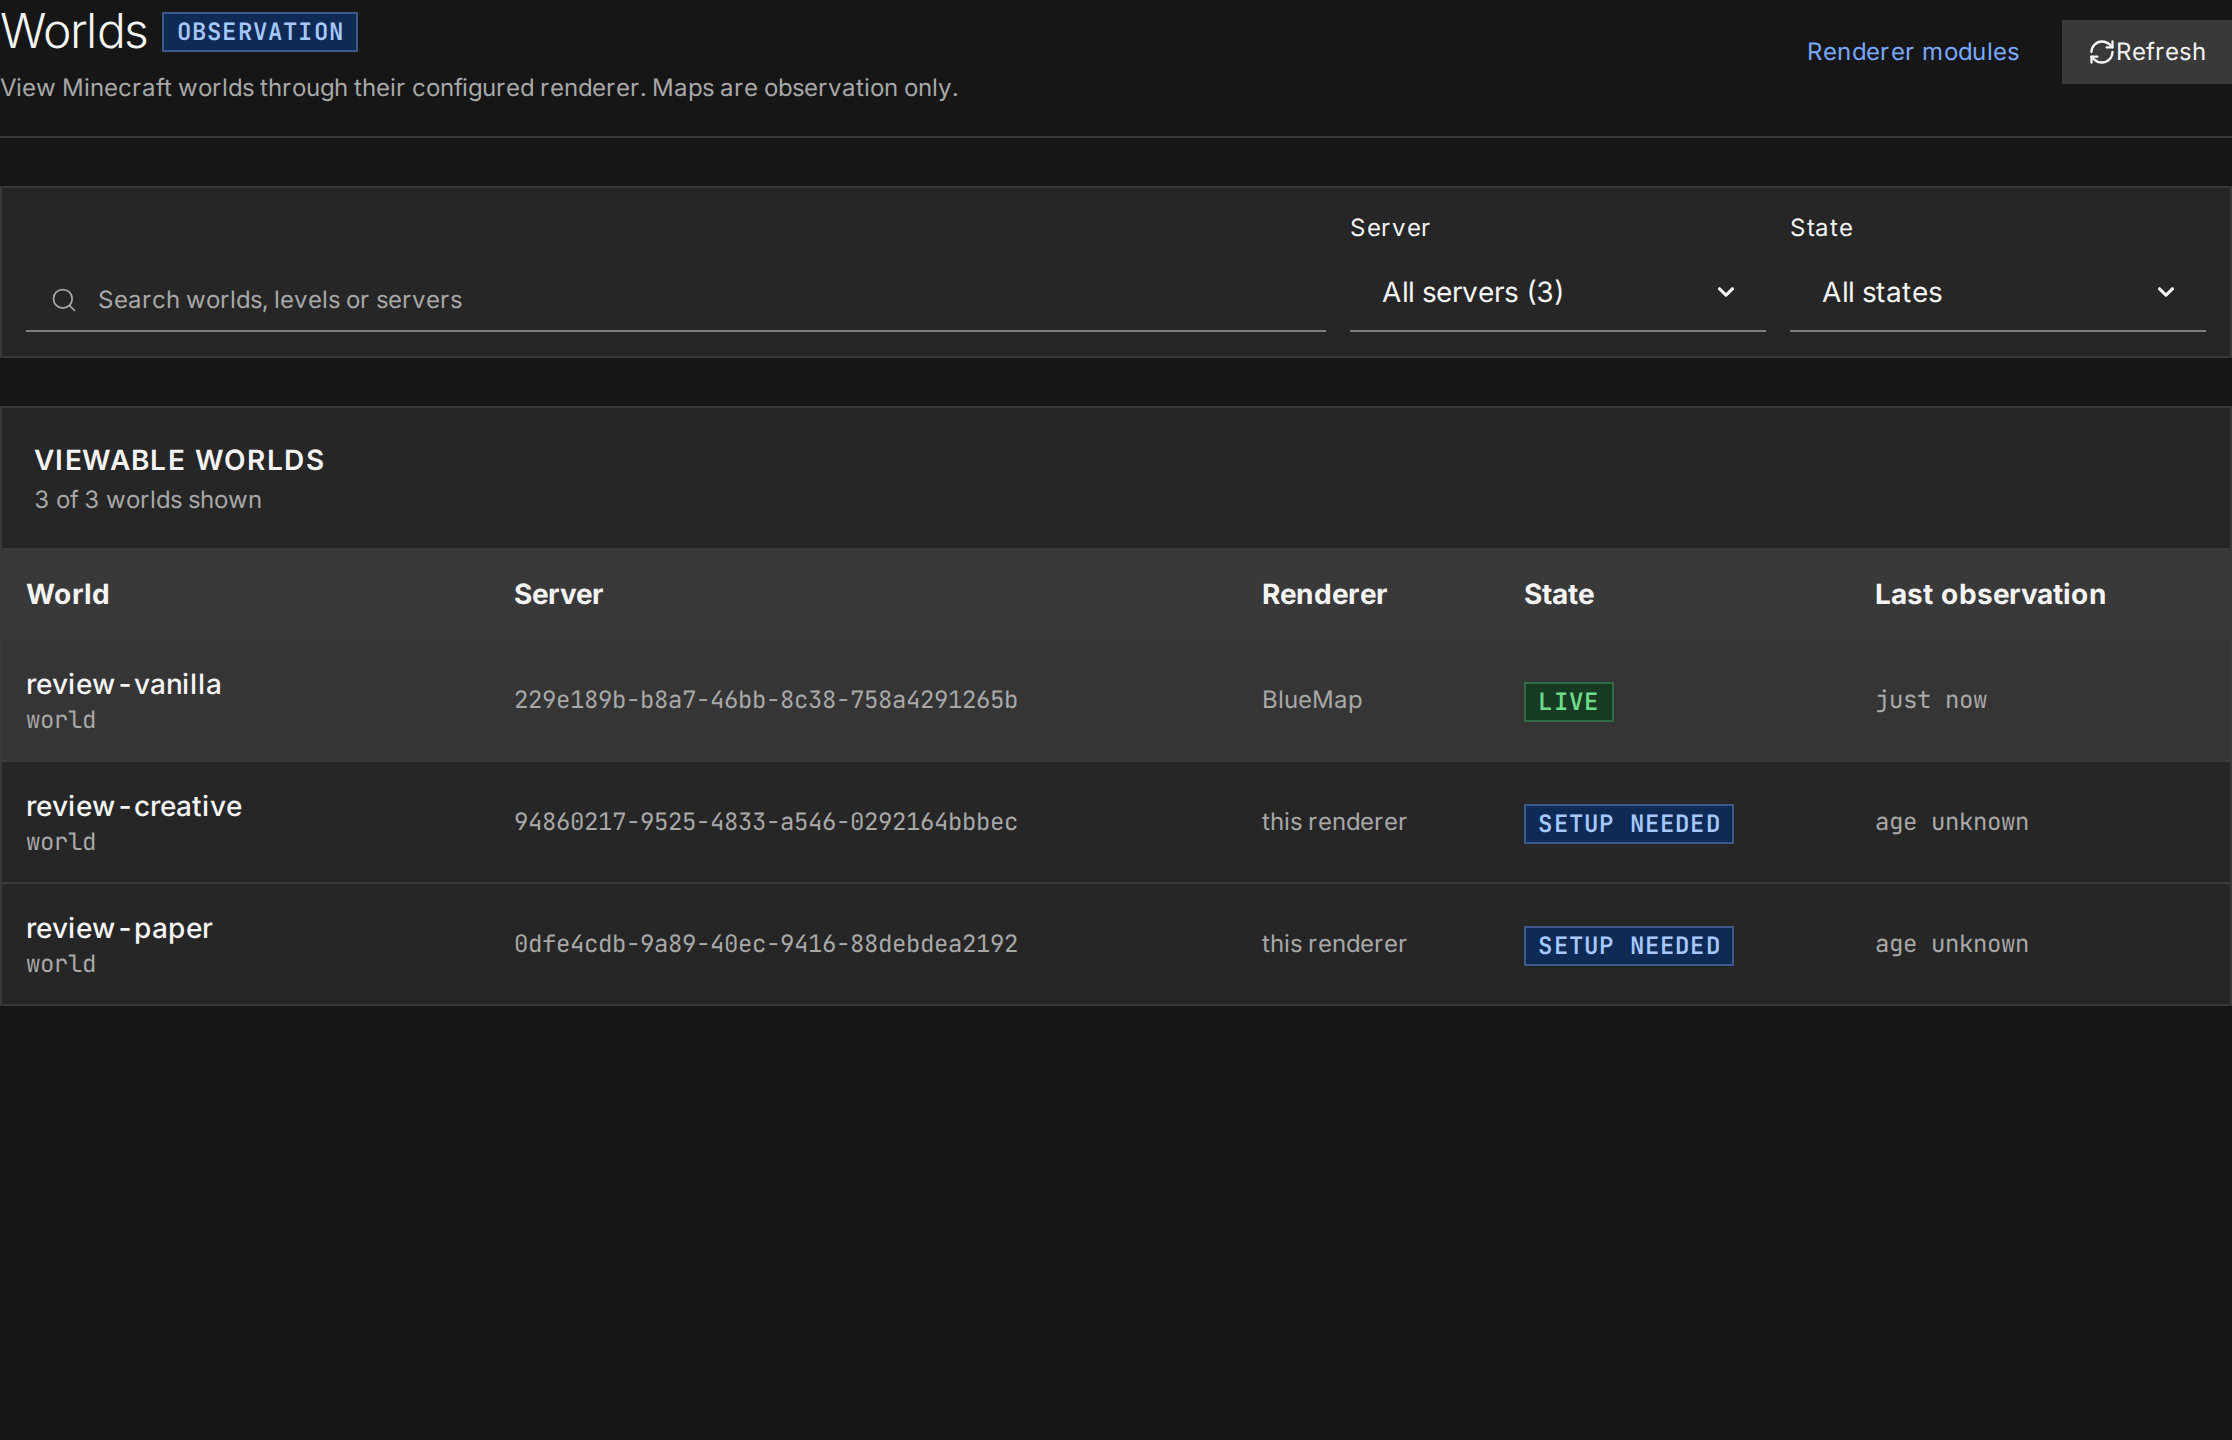 Worlds OBSERVATION
Renderer modules
Refresh
View Minecraft worlds through their configured renderer. Maps are observation only.
Server
State
Search worlds, levels or servers
All servers (3)
All states
VIEWABLE WORLDS
3 of 3 worlds shown
World Server Renderer State Last observation
review-vanilla
world
229e189b-b8a7-46bb-8c38-758a4291265b BlueMap LIVE just now
review-creative
world
94860217-9525-4833-a546-0292164bbbec this renderer SETUP NEEDED age unknown
review-paper
world
0dfe4cdb-9a89-40ec-9416-88debdea2192 this renderer SETUP NEEDED age unknown